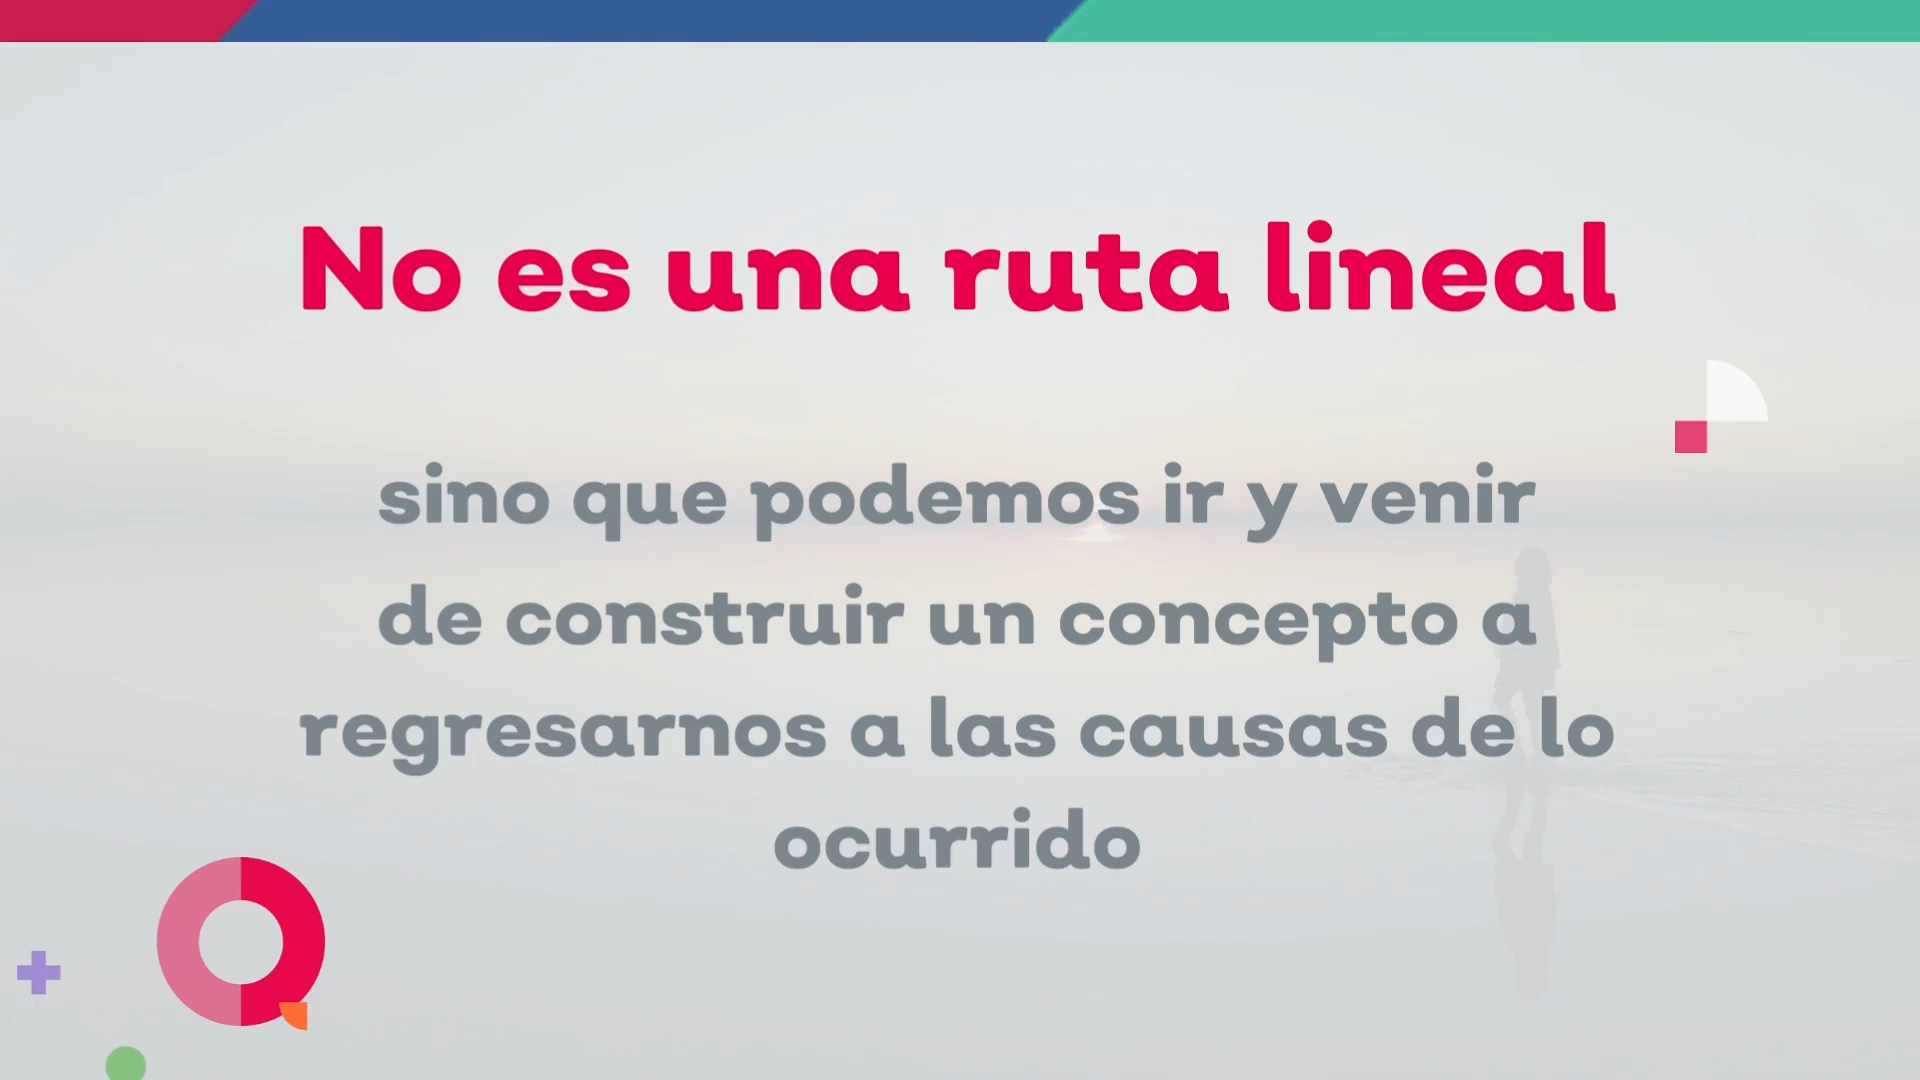 No es una ruta lineal
sino que podemos ir y venir
de construir un concepto a
regresarnos a las causas de lo
ocurrido